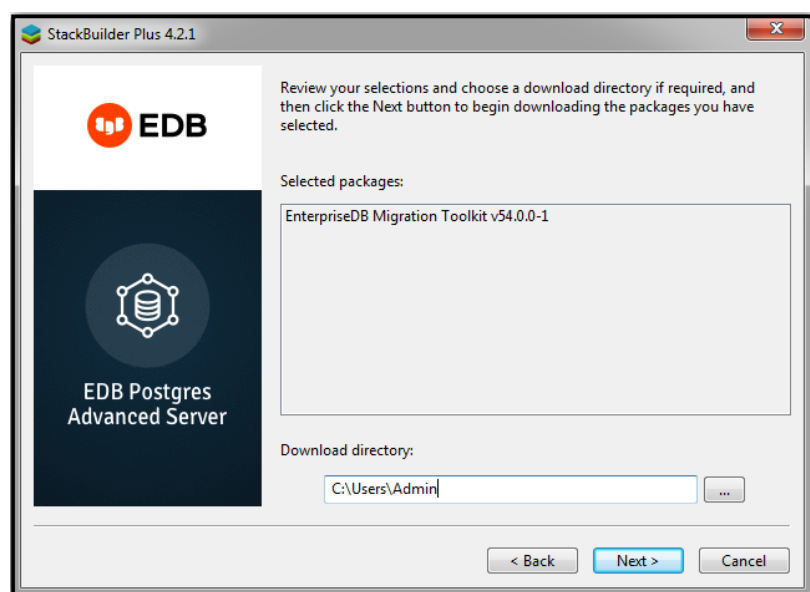 StackBuilder Plus 4.2.1
EDB
EDB Postgres
Advanced Server
Review your selections and choose a download directory if required, and
then click the Next button to begin downloading the packages you have
selected.
Selected packages:
EnterpriseDB Migration Toolkit v54.0.0-1
Download directory:
C:\Users\Admin
...
< Back
Next >
Cancel